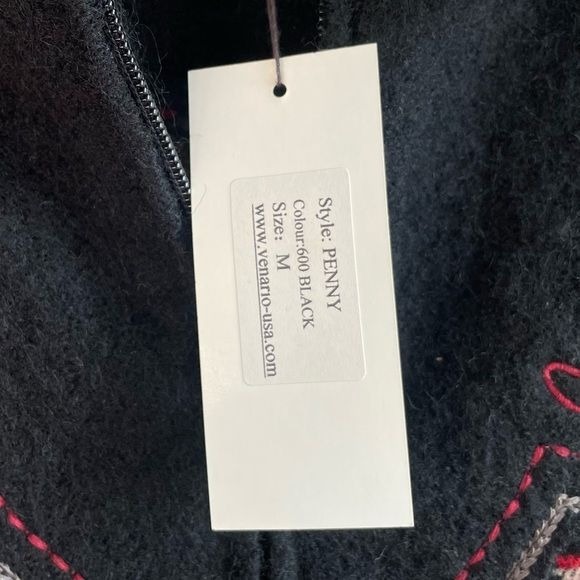 Style: PENNY
Colour:600 BLACK
Size: M
www.venario-usa.com